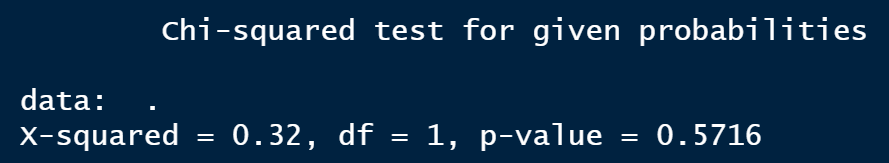 Chi-squared test for given probabilities
data:  .
X-squared = 0.32, df = 1, p-value = 0.5716